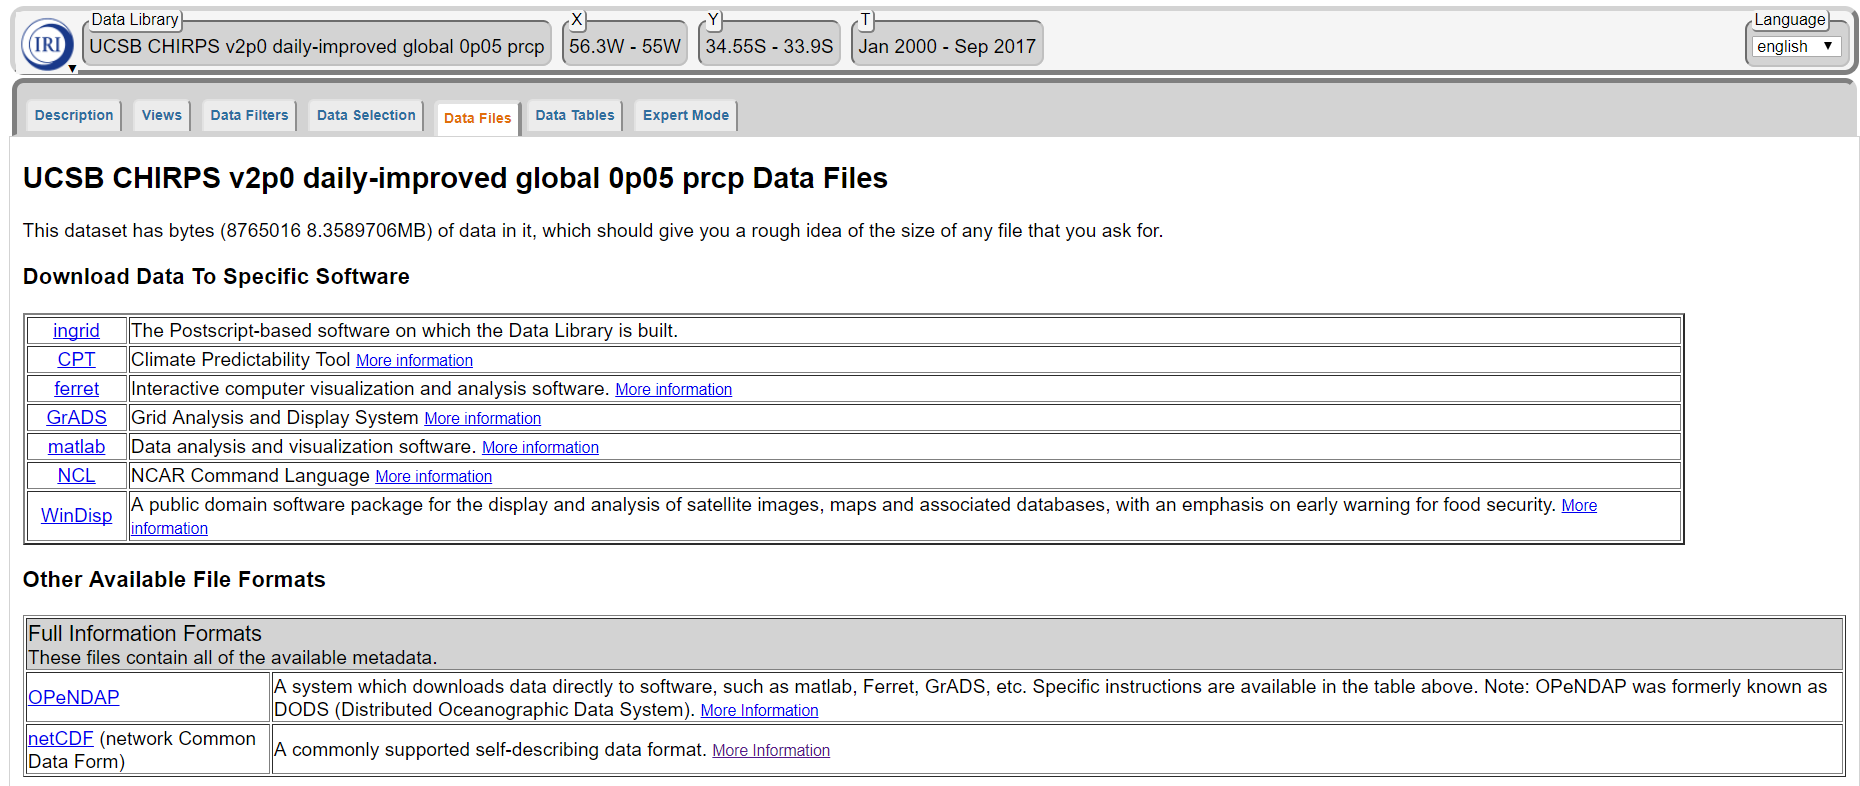 IRI
Data Library
UCSB CHIRPS v2p0 daily-improved global 0p05 prcp
X
56.3W - 55W
Y
34.55S - 33.9S
T
Jan 2000 - Sep 2017
Language
english
Description
Views
Data Filters
Data Selection
Data Files
Data Tables
Expert Mode
UCSB CHIRPS v2p0 daily-improved global 0p05 prcp Data Files
This dataset has bytes (8765016 8.3589706MB) of data in it, which should give you a rough idea of the size of any file that you ask for.
Download Data To Specific Software
ingrid The Postscript-based software on which the Data Library is built.
CPT Climate Predictability Tool More information
ferret Interactive computer visualization and analysis software. More information
GrADS Grid Analysis and Display System More information
matlab Data analysis and visualization software. More information
NCL NCAR Command Language More information
WinDisp A public domain software package for the display and analysis of satellite images, maps and associated databases, with an emphasis on early warning for food security. More
information
Other Available File Formats
Full Information Formats
These files contain all of the available metadata.
OPeNDAP A system which downloads data directly to software, such as matlab, Ferret, GrADS, etc. Specific instructions are available in the table above. Note: OPeNDAP was formerly known as
DODS (Distributed Oceanographic Data System). More Information
netCDF (network Common
Data Form)
A commonly supported self-describing data format. More Information